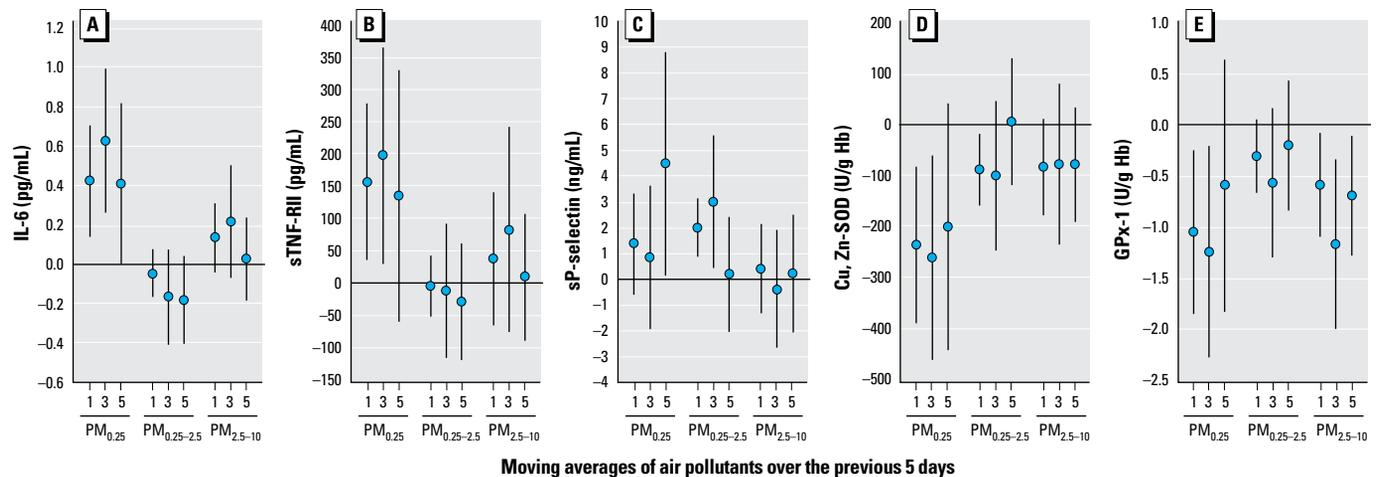 A
IL-6 (pg/mL)
1.2
1.0
0.8
0.6
0.4
0.2
0.0
–0.2
–0.4
–0.6
1 3 5 1 3 5 1 3 5
PM0.25 PM0.25–2.5 PM2.5–10
B
sTNF-RII (pg/mL)
400
350
300
250
200
150
100
50
0
–50
–100
–150
1 3 5 1 3 5 1 3 5
PM0.25 PM0.25–2.5 PM2.5–10
C
sP-selectin (ng/mL)
10
9
8
7
6
5
4
3
2
1
0
–1
–2
–3
–4
1 3 5 1 3 5 1 3 5
PM0.25 PM0.25–2.5 PM2.5–10
D
Cu, Zn-SOD (U/g Hb)
200
100
0
–100
–200
–300
–400
–500
1 3 5 1 3 5 1 3 5
PM0.25 PM0.25–2.5 PM2.5–10
E
GPx-1 (U/g Hb)
1.0
0.5
0.0
–0.5
–1.0
–1.5
–2.0
–2.5
1 3 5 1 3 5 1 3 5
PM0.25 PM0.25–2.5 PM2.5–10
Moving averages of air pollutants over the previous 5 days